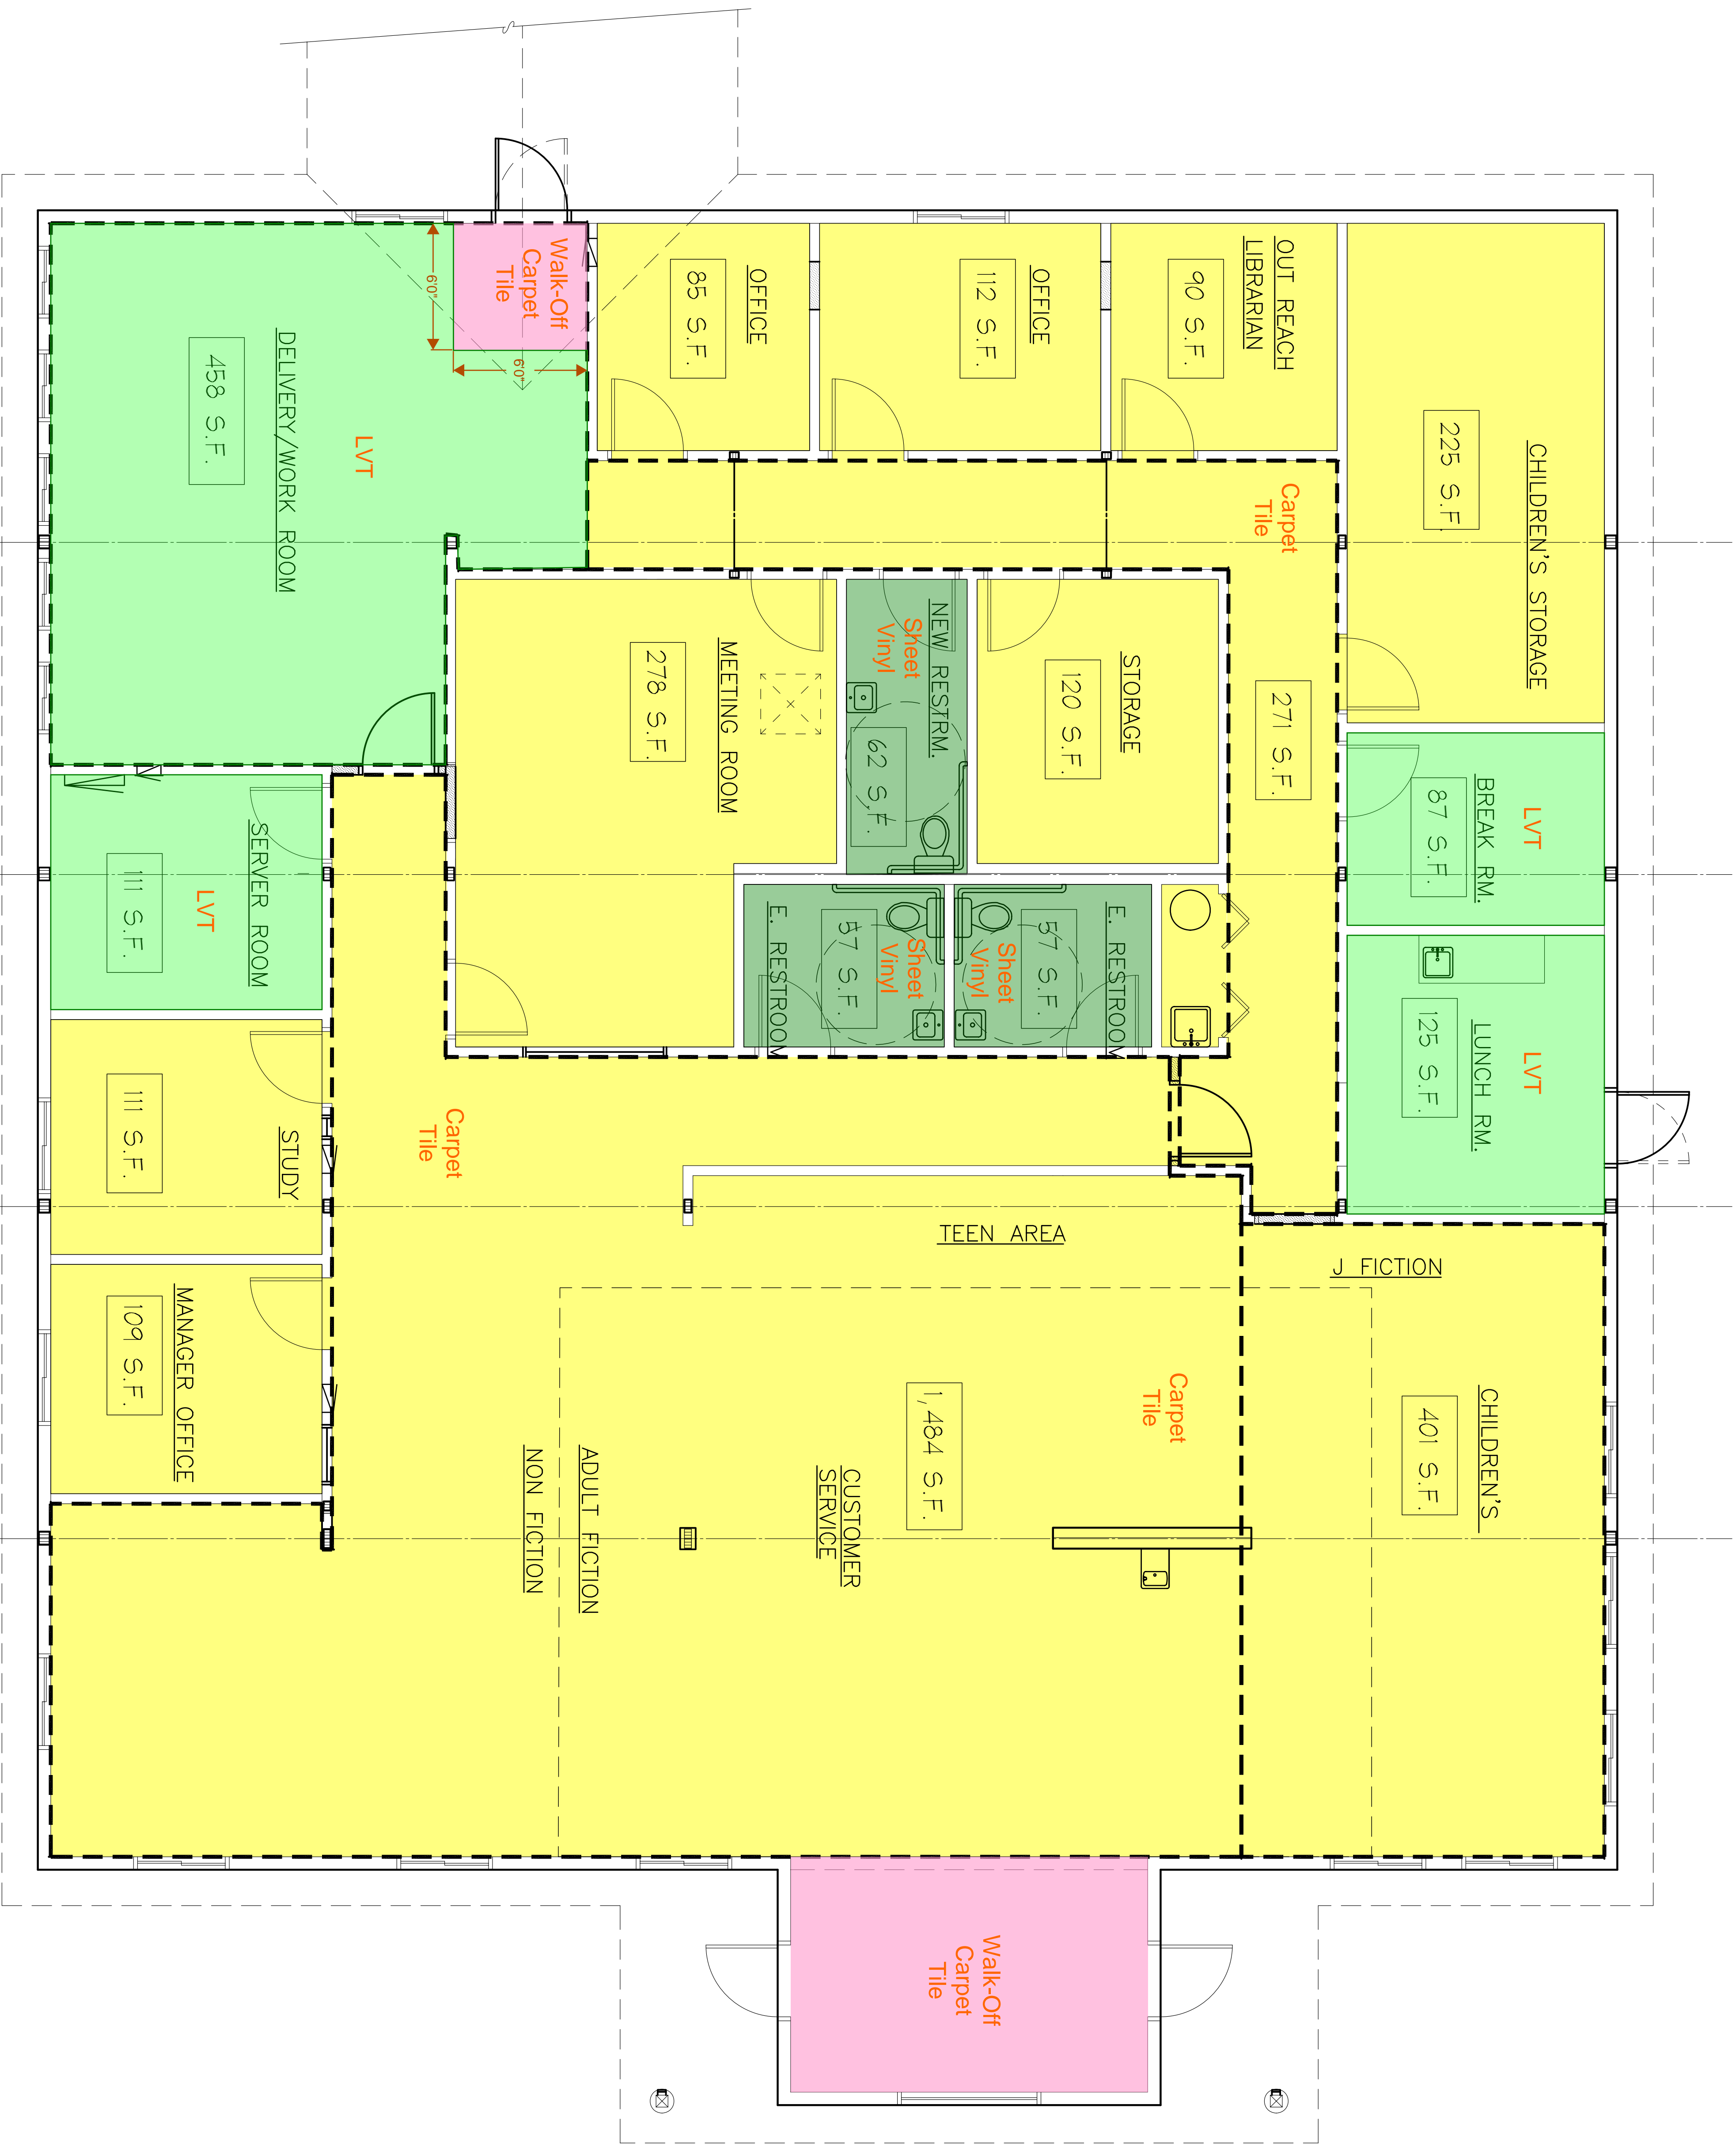 CHILDREN'S STORAGE
225 S.F.
BREAK RM.
87 S.F.
LVT
LUNCH RM.
125 S.F.
LVT
J FICTION
CHILDREN'S
401 S.F.
OUT REACH
LIBRARIAN
90 S.F.
Carpet
Tile
271 S.F.
OFFICE
112 S.F.
STORAGE
120 S.F.
E. RESTROOM
57 S.F.
Sheet
Vinyl
TEEN AREA
Carpet
Tile
1,484 S.F.
Walk-Off
Carpet
Tile
OFFICE
85 S.F.
NEW RESTRM.
Sheet
Vinyl
62 S.F.
Sheet
Vinyl
57 S.F.
E. RESTROOM
CUSTOMER
SERVICE
MEETING ROOM
278 S.F.
Walk-Off
Carpet
Tile
6'0"
6'0"
ADULT FICTION
NON FICTION
Carpet
Tile
LVT
DELIVERY/WORK ROOM
458 S.F.
SERVER ROOM
LVT
111 S.F.
STUDY
111 S.F.
MANAGER OFFICE
109 S.F.